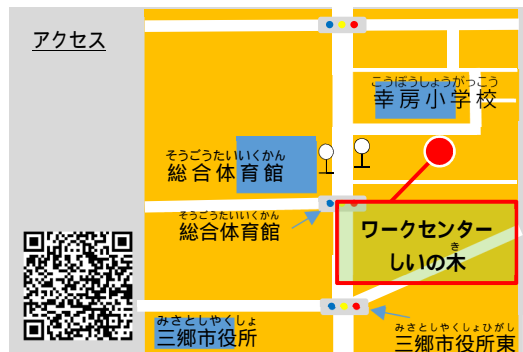 アクセス
こうぼうしょうがっこう
幸房小学校
そうごうたいいくかん
総合体育館
そうごうたいいくかん
総合体育館
ワークセンター
き
しいの木
みさとしやくしょ
三郷市役所
みさとしやくしょひがし
三郷市役所東